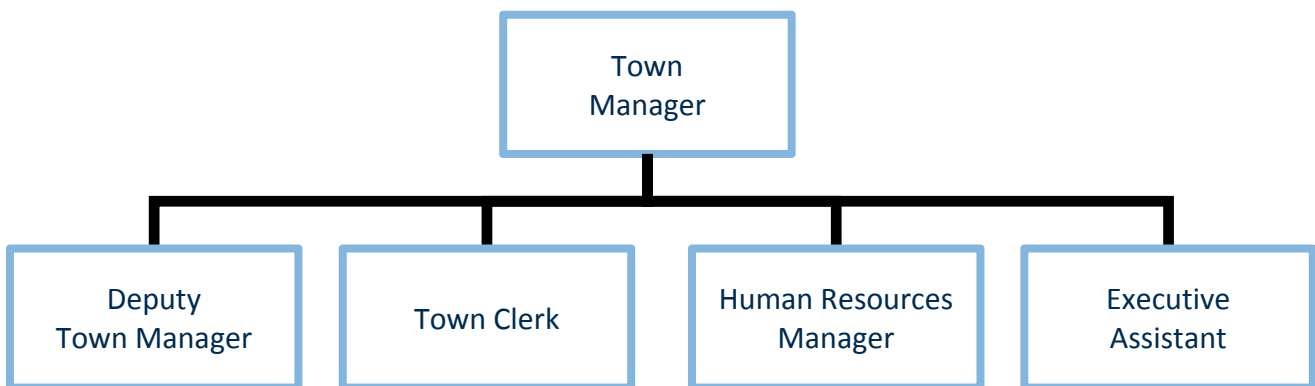 Town
Manager
Deputy
Town Manager
Town Clerk
Human Resources
Manager
Executive
Assistant